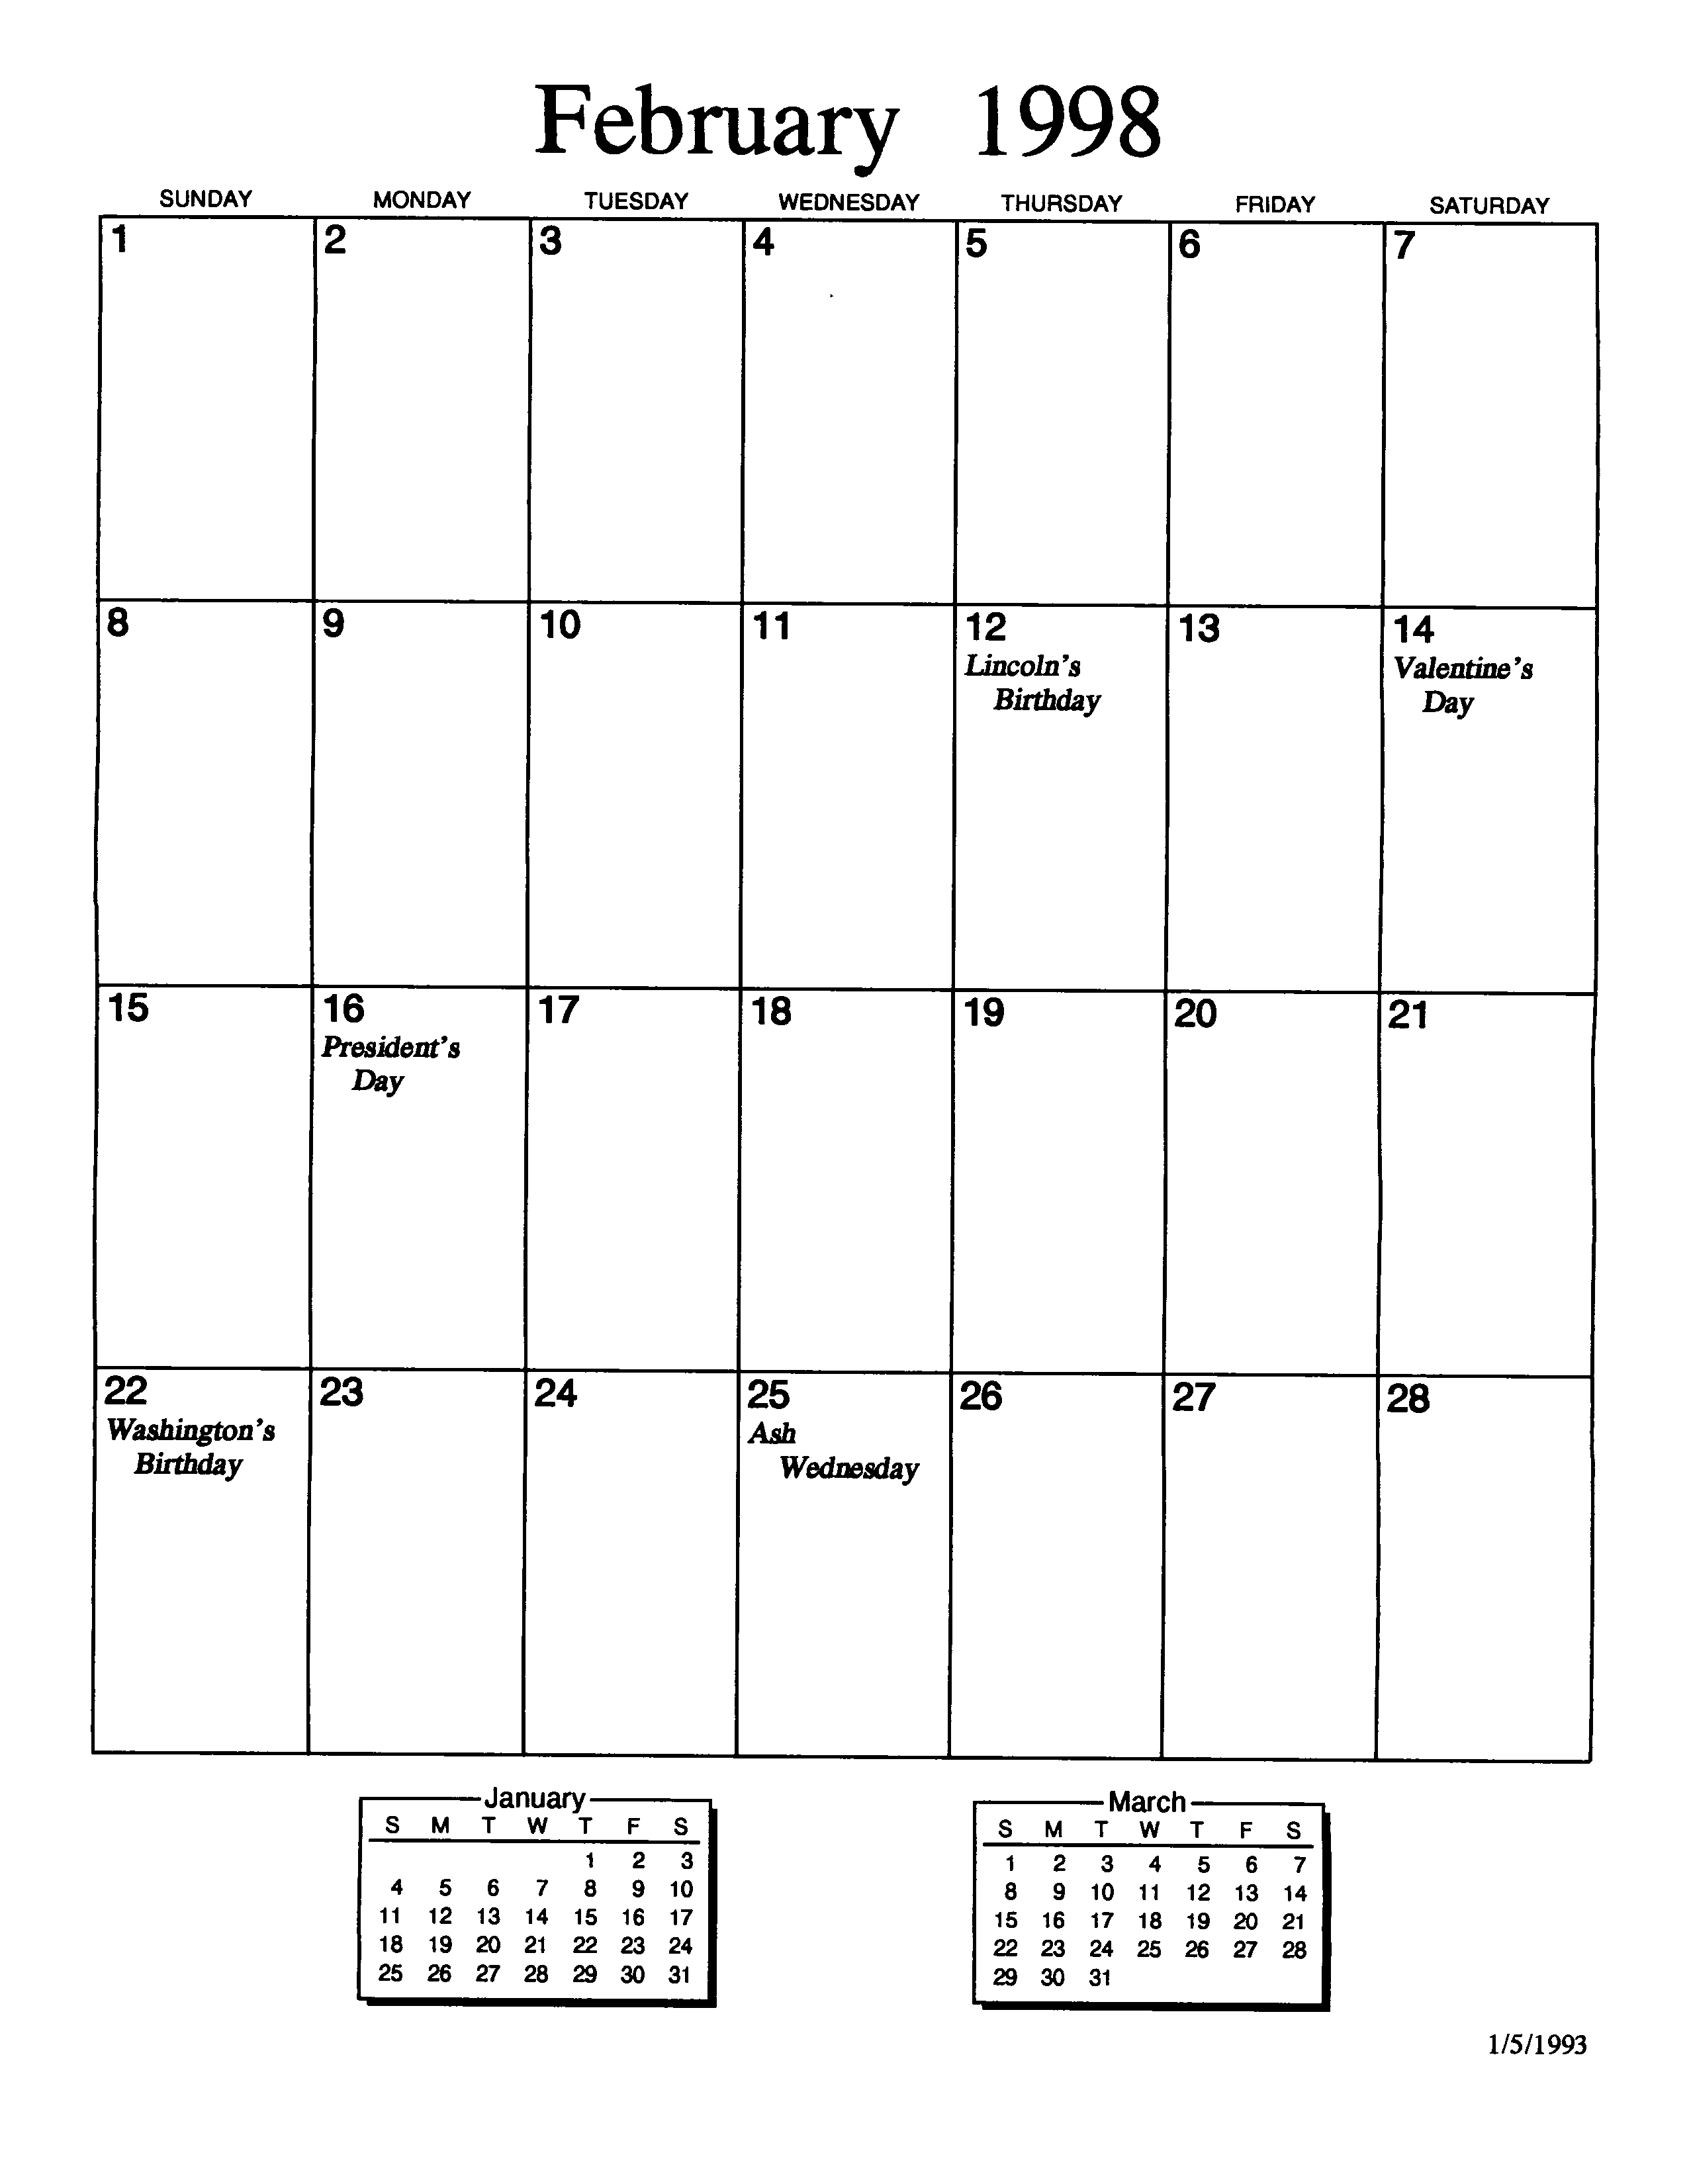 February 1998
SUNDAY MONDAY TUESDAY WEDNESDAY THURSDAY FRIDAY SATURDAY
1 2 3 4 5 6 7
8 9 10 11 12 13 14
Lincoln's Valentine's
Birthday Day
15 16 17 18 19 20 21
President's
Day
22 23 24 25 26 27 28
Washington's Ash
Birthday Wednesday
January
S M T W T F S
1 2 3
4 5 6 7 8 9 10
11 12 13 14 15 16 17
18 19 20 21 22 23 24
25 26 27 28 29 30 31
March
S M T W T F S
1 2 3 4 5 6 7
8 9 10 11 12 13 14
15 16 17 18 19 20 21
22 23 24 25 26 27 28
29 30 31
1/5/1993